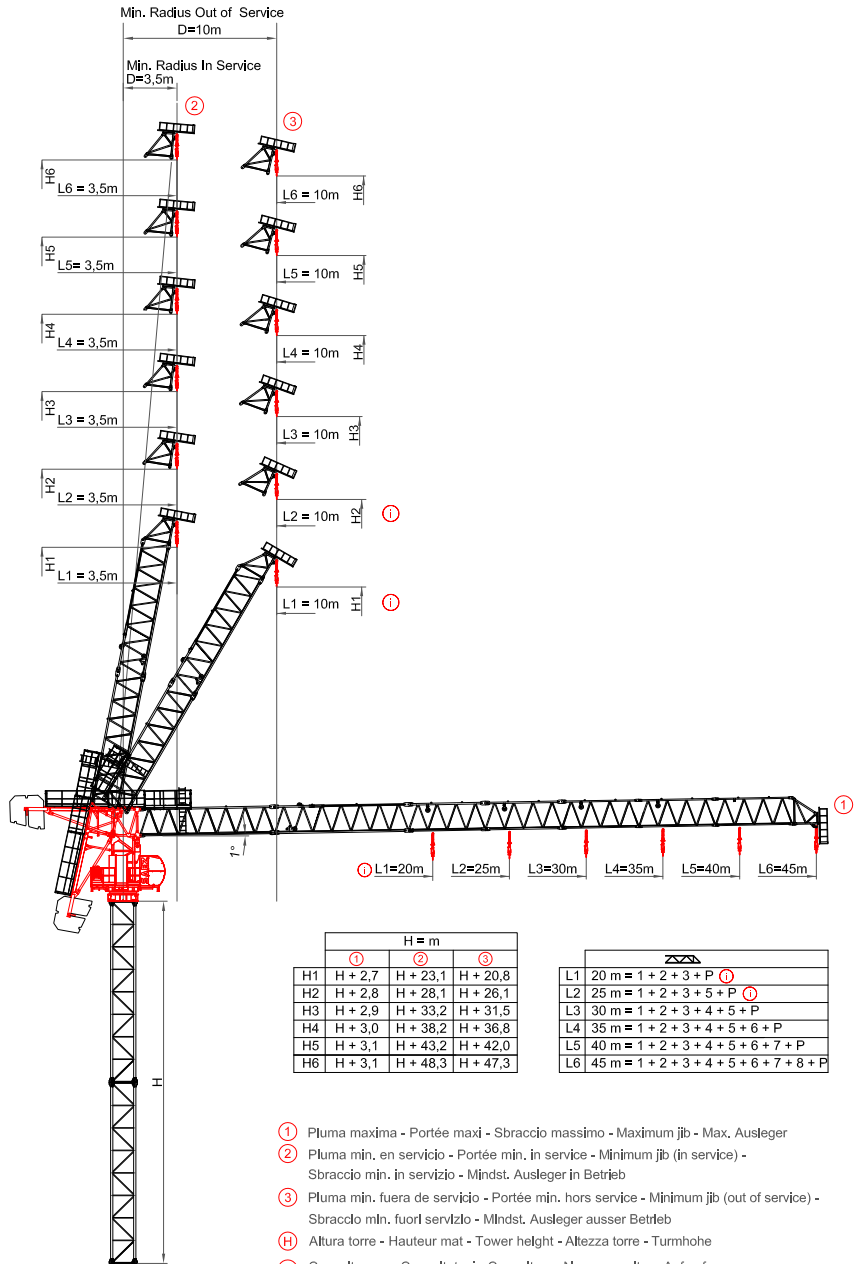 Min. Radius Out of Service
D=10m
Min. Radius In Service
D=3,5m
2
3
H6
L6 = 3,5m
L6 = 10m
H6
H5
L5= 3,5m
L5 = 10m
H5
H4
L4 = 3,5m
L4 = 10m
H4
H3
L3 = 3,5m
L3 = 10m
H3
H2
L2 = 3,5m
L2 = 10m
H2
i
H1
L1 = 3,5m
L1 = 10m
H1
i
1
1°
i L1=20m L2=25m L3=30m L4=35m L5=40m L6=45m
H
H = m
1 2 3
H1 H + 2,7 H + 23,1 H + 20,8
H2 H + 2,8 H + 28,1 H + 26,1
H3 H + 2,9 H + 33,2 H + 31,5
H4 H + 3,0 H + 38,2 H + 36,8
H5 H + 3,1 H + 43,2 H + 42,0
H6 H + 3,1 H + 48,3 H + 47,3
L1 20 m = 1 + 2 + 3 + P i
L2 25 m = 1 + 2 + 3 + 5 + P i
L3 30 m = 1 + 2 + 3 + 4 + 5 + P
L4 35 m = 1 + 2 + 3 + 4 + 5 + 6 + P
L5 40 m = 1 + 2 + 3 + 4 + 5 + 6 + 7 + P
L6 45 m = 1 + 2 + 3 + 4 + 5 + 6 + 7 + 8 + P
1 Pluma maxima - Portée maxi - Sbraccio massimo - Maximum jib - Max. Ausleger
2 Pluma min. en servicio - Portée min. in service - Minimum jib (in service) -
Sbraccio min. in servizio - Mindst. Ausleger in Betrieb
3 Pluma min. fuera de servicio - Portée min. hors service - Minimum jib (out of service) -
Sbraccio min. fuori servizio - Mindst. Ausleger ausser Betrieb
H Altura torre - Hauteur mat - Tower height - Altezza torre - Turmhohe